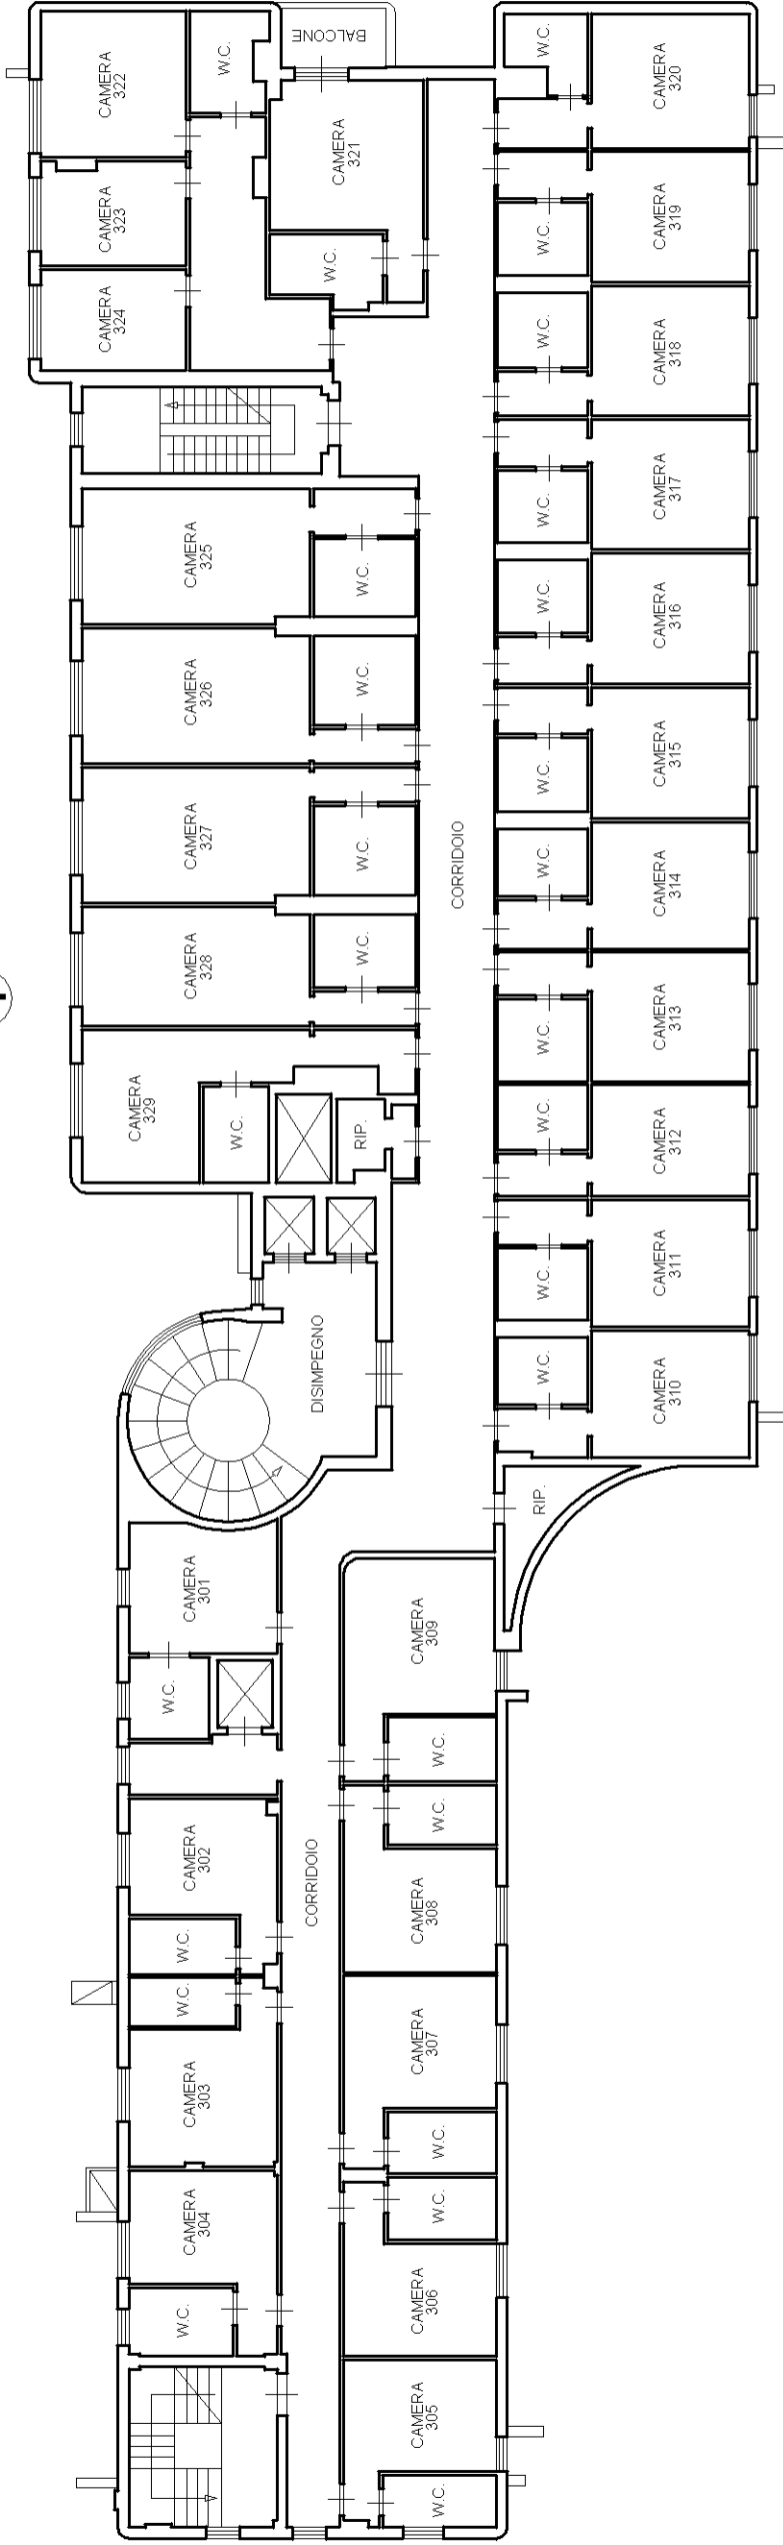 BALCONE
W.C.
CAMERA
322
W.C.
CAMERA
320
CAMERA
321
CAMERA
323
CAMERA
319
W.C.
W.C.
CAMERA
324
W.C.
CAMERA
318
W.C.
CAMERA
317
CAMERA
325
W.C.
W.C.
CAMERA
316
CAMERA
326
W.C.
W.C.
CAMERA
315
CAMERA
327
W.C.
CORRIDOIO
W.C.
CAMERA
314
CAMERA
328
W.C.
W.C.
CAMERA
313
CAMERA
329
W.C.
RIP.
W.C.
CAMERA
312
W.C.
CAMERA
311
DISIMPEGNO
W.C.
CAMERA
310
RIP.
CAMERA
301
CAMERA
309
W.C.
W.C.
W.C.
CAMERA
302
CORRIDOIO
CAMERA
308
W.C.
W.C.
CAMERA
307
CAMERA
303
W.C.
W.C.
CAMERA
304
CAMERA
306
W.C.
CAMERA
305
W.C.